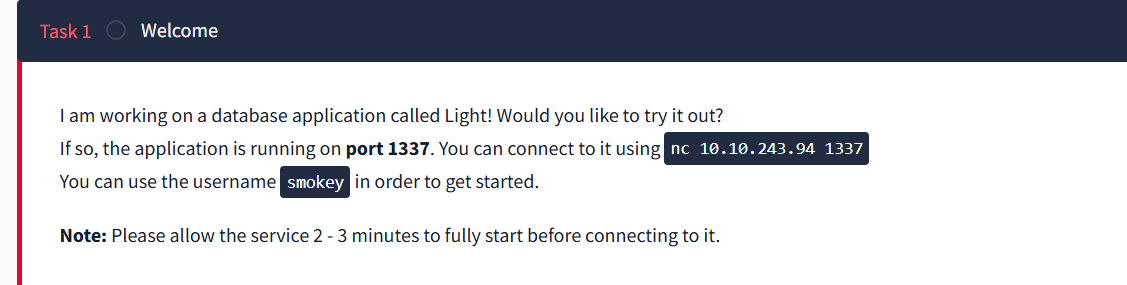 Task 1 Welcome
I am working on a database application called Light! Would you like to try it out?
If so, the application is running on port 1337. You can connect to it using nc 10.10.243.94 1337
You can use the username smokey in order to get started.
Note: Please allow the service 2 - 3 minutes to fully start before connecting to it.